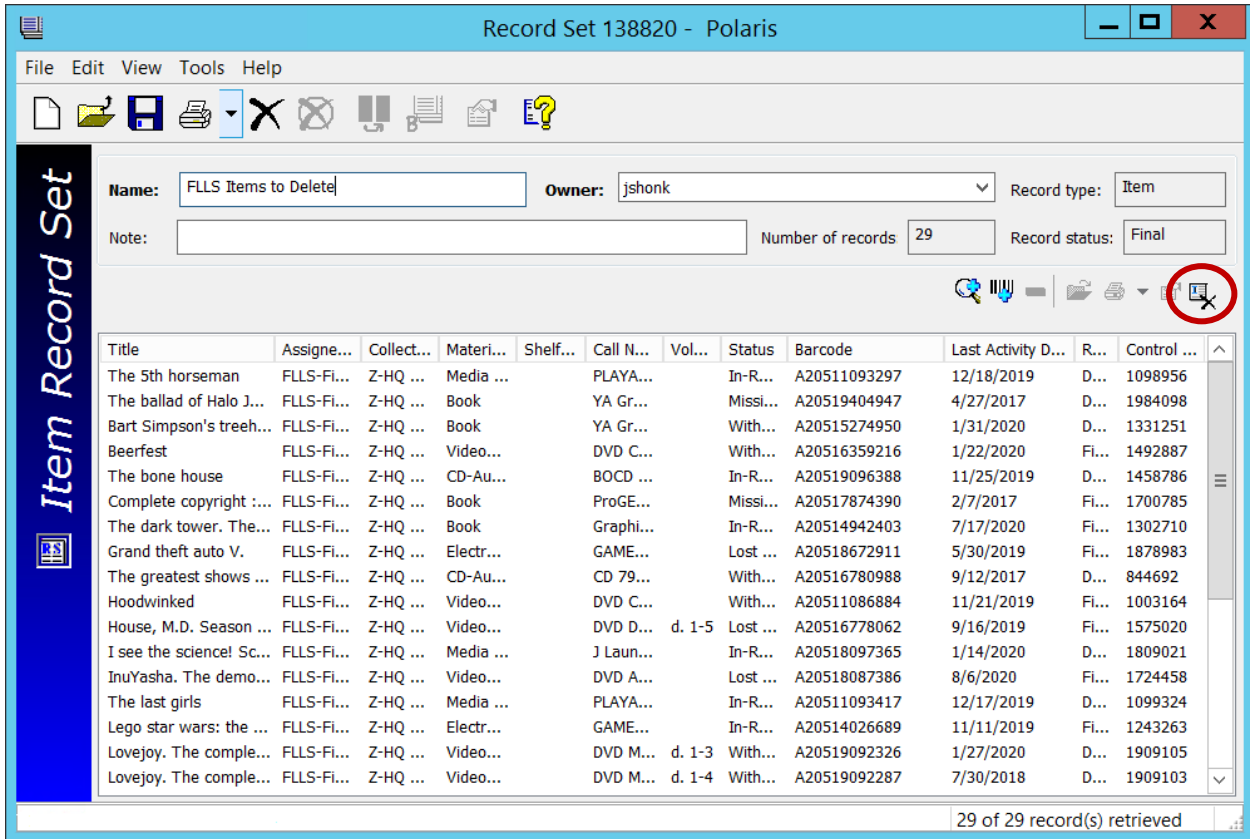 Record Set 138820 - Polaris
File Edit View Tools Help
Item Record Set
Name: FLLS Items to Delete Owner: jshonk Record type: Item
Note: Number of records 29 Record status: Final
Title Assigne... Collect... Materi... Shelf... Call N... Vol... Status Barcode Last Activity D... R... Control ...
The 5th horseman FLLS-Fi... Z-HQ ... Media ... PLAYA... In-R... A20511093297 12/18/2019 D... 1098956
The ballad of Halo J... FLLS-Fi... Z-HQ ... Book YA Gr... Missi... A20519404947 4/27/2017 D... 1984098
Bart Simpson's treeh... FLLS-Fi... Z-HQ ... Book YA Gr... With... A20515274950 1/31/2020 D... 1331251
Beerfest FLLS-Fi... Z-HQ ... Video... DVD C... With... A20516359216 1/22/2020 Fi... 1492887
The bone house FLLS-Fi... Z-HQ ... CD-Au... BOCD ... In-R... A20519096388 11/25/2019 D... 1458786
Complete copyright :... FLLS-Fi... Z-HQ ... Book ProGE... Missi... A20517874390 2/7/2017 Fi... 1700785
The dark tower. The... FLLS-Fi... Z-HQ ... Book Graphi... In-R... A20514942403 7/17/2020 Fi... 1302710
Grand theft auto V. FLLS-Fi... Z-HQ ... Electr... GAME... Lost ... A20518672911 5/30/2019 Fi... 1878983
The greatest shows ... FLLS-Fi... Z-HQ ... CD-Au... CD 79... With... A20516780988 9/12/2017 D... 844692
Hoodwinked FLLS-Fi... Z-HQ ... Video... DVD C... With... A20511086884 11/21/2019 Fi... 1003164
House, M.D. Season ... FLLS-Fi... Z-HQ ... Video... DVD D... d. 1-5 Lost ... A20516778062 9/16/2019 Fi... 1575020
I see the science! Sc... FLLS-Fi... Z-HQ ... Media ... J Laun... In-R... A20518097365 1/14/2020 D... 1809021
InuYasha. The demo... FLLS-Fi... Z-HQ ... Video... DVD A... Lost ... A20518087386 8/6/2020 Fi... 1724458
The last girls FLLS-Fi... Z-HQ ... Media ... PLAYA... In-R... A20511093417 12/17/2019 D... 1099324
Lego star wars: the ... FLLS-Fi... Z-HQ ... Electr... GAME... In-R... A20514026689 11/11/2019 Fi... 1243263
Lovejoy. The comple... FLLS-Fi... Z-HQ ... Video... DVD M... d. 1-3 With... A20519092326 1/27/2020 D... 1909105
Lovejoy. The comple... FLLS-Fi... Z-HQ ... Video... DVD M... d. 1-4 With... A20519092287 7/30/2018 D... 1909103
29 of 29 record(s) retrieved